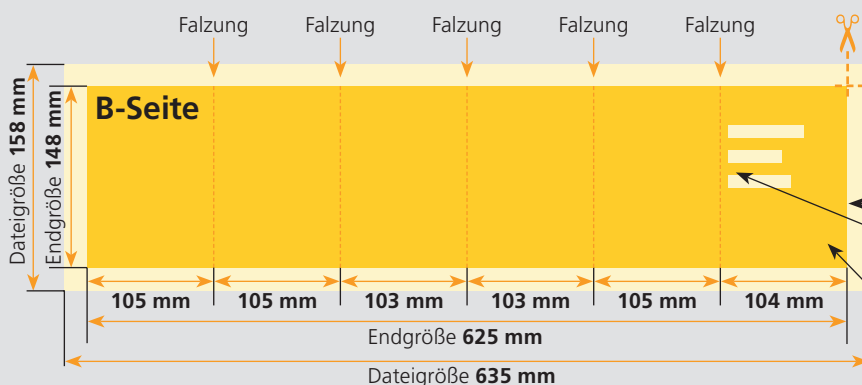 Falzung Falzung Falzung Falzung Falzung
B-Seite
Dateigröße 158 mm
Endgröße 148 mm
105 mm 105 mm 103 mm 103 mm 105 mm 104 mm
Endgröße 625 mm
Dateigröße 635 mm